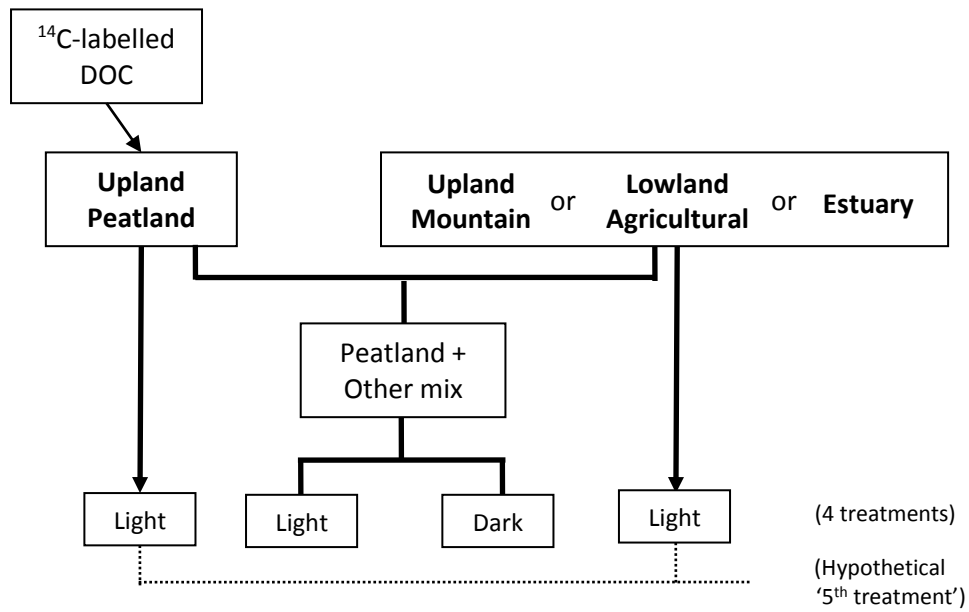 ¹⁴C-labelled
DOC
Upland
Peatland
Upland
Mountain
or
Lowland
Agricultural
or
Estuary
Peatland +
Other mix
Light
Light
Dark
Light
(4 treatments)
(Hypothetical
‘5ᵗʰ treatment’)